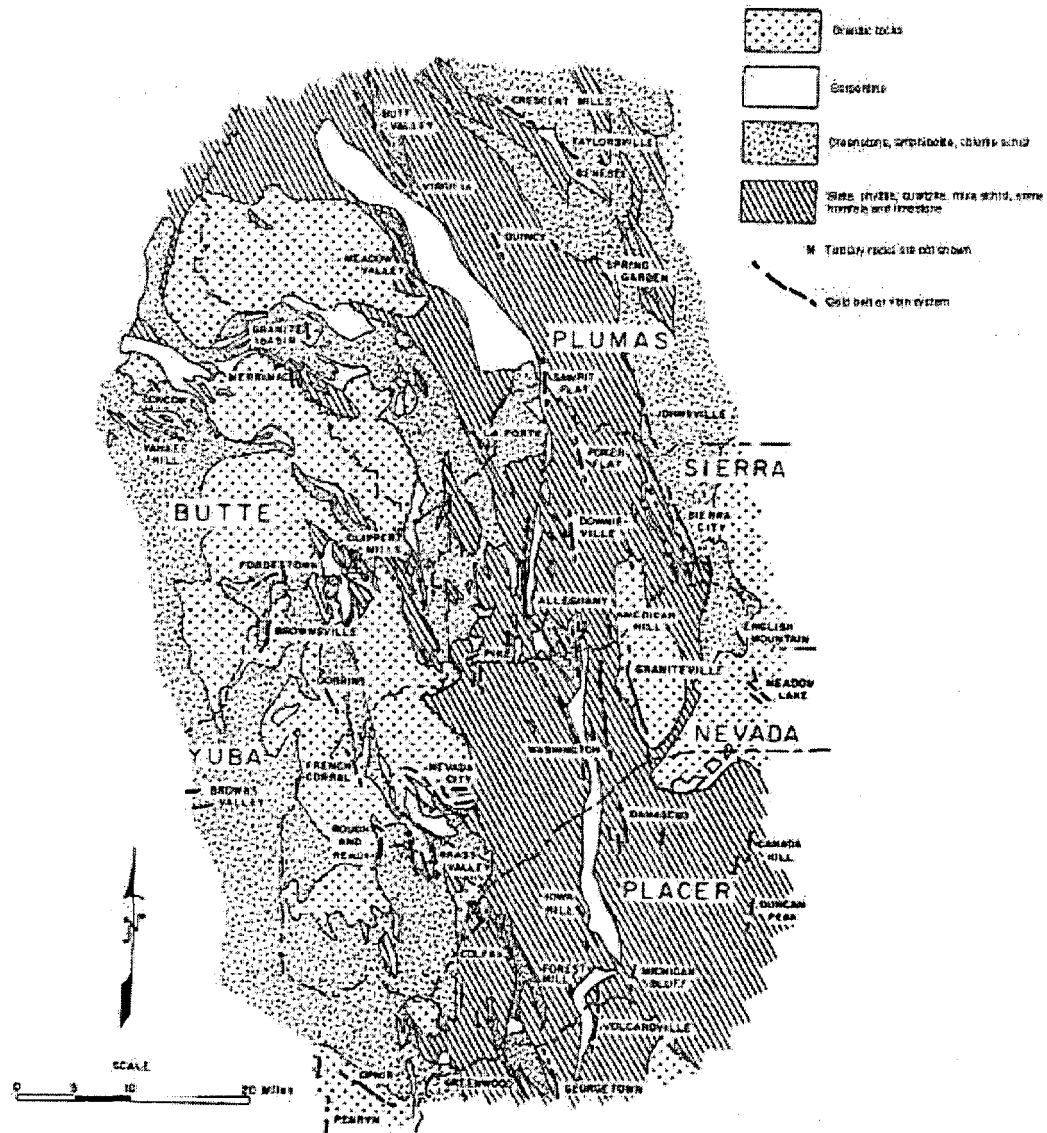 Granitic rocks
Serpentine
Greenstone, amphibolite, chlorite schist
Slate, phyllite, quartzite, mica schist, some
hornfels and limestone
Tertiary rocks are not shown
Gold belt or vein system
CRESCENT MILLS
BUTT
VALLEY
TAYLORSVILLE
GENESEE
VIRGILIA
QUINCY
MEADOW
VALLEY
SPRING
GARDEN
GRANITE
BASIN
PLUMAS
MERRIMAC
SAWPIT
FLAT
CONCOW
JOHNSVILLE
LA PORTE
YANKEE
HILL
POKER
FLAT
SIERRA
BUTTE
SIERRA
CITY
DOWNIE-
VILLE
CLIPPER
MILLS
FORBESTOWN
ALLEGHANY
AMERICAN
HILL
BROWNSVILLE
ENGLISH
MOUNTAIN
PIKE
GRANITEVILLE
DOBBINS
MEADOW
LAKE
NEVADA
WASHINGTON
YUBA
FRENCH
CORRAL
NEVADA
CITY
BROWNS
VALLEY
DAMASCUS
ROUGH
AND
READY
GRASS
VALLEY
CANADA
HILL
PLACER
IOWA
HILL
DUNCAN
PEAK
COLFAX
FOREST
HILL
MICHIGAN
BLUFF
VOLCANOVILLE
SCALE
0 5 10 20 Miles
OPHIR
GREENWOOD
GEORGETOWN
PENRYN